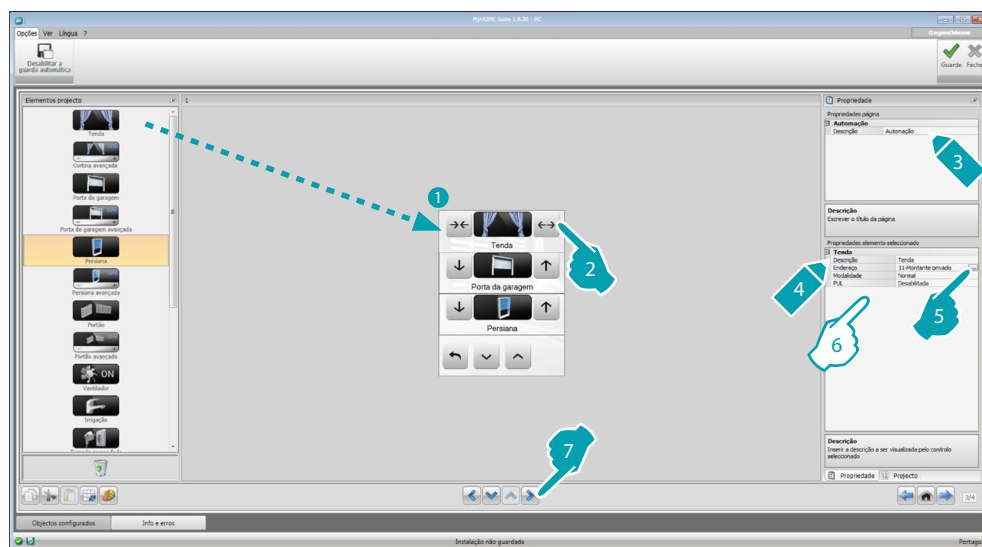 MyHOME Suite 1.0.30 - RC
Opções Ver Língua ?
Desabilitar a
guarda automática
Guarde Feche
Elementos projecto
1
Tenda
Cortina avançada
Porta da garagem
Porta de garagem avançada
Persiana
Persiana avançada
Portão
Portão avançado
ON
Ventilador
Irrigação
1
Tenda
Porta da garagem
Persiana
2
7
Propriedade
Propriedades página
Automação
Descrição Automação
3
Descrição
Escrever o título da página
Propriedades elemento seleccionado
Tenda
Descrição Tenda
Endereço 11-Montante privado
Modalidade Normal
PUL Desabilitada
4
5
6
Descrição
Inserir a descrição a ser visualizada pelo controlo
seleccionado
Propriedade Projecto
3/4
Objectos configurados Info e erros
Instalação não guardada